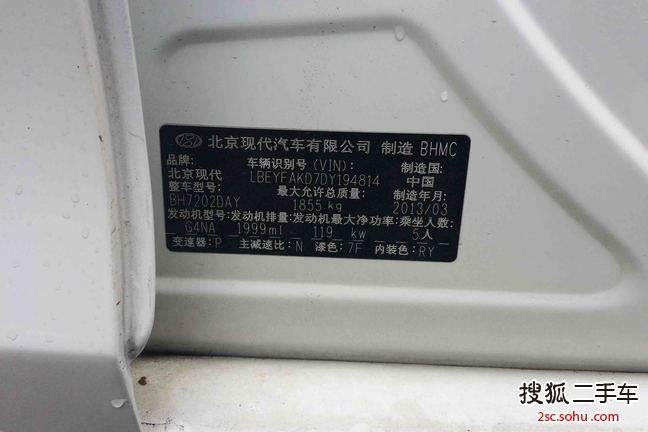 北京现代汽车有限公司 制造 BHMC
品牌: 车辆识别号(VIN): 制造国:
北京现代 LBEYFAKD7DY194814 中国
整车型号: 最大允许总质量: 制造年月:
BH7202DAY 1855 kg 2013/03
发动机型号: 发动机排量: 发动机最大净功率: 乘坐人数:
G4NA 1999ml 119 kw 5人
变速器: P 主减速比: N 漆色: 7F 内装色: RY
搜狐 二手车
2sc.sohu.com